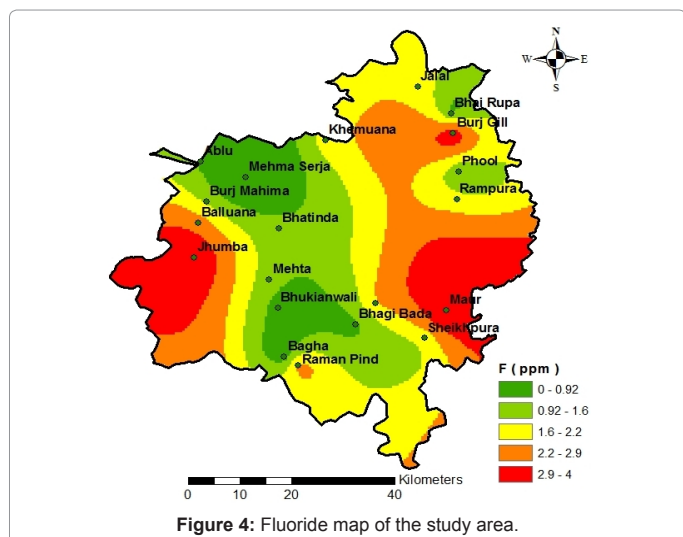 N
W E
S
Jalal
Bhai Rupa
Burj Gill
Khemuana
Ablu
Phool
Mehma Serja
Rampura
Burj Mahima
Balluana
Bhatinda
Jhumba
Mehta
Bhukianwali
Maur
Bhagi Bada
Sheikhpura
Bagha
Raman Pind
F ( ppm )
0 - 0.92
0.92 - 1.6
1.6 - 2.2
2.2 - 2.9
2.9 - 4
Kilometers
0 5 10 20 30 40
Figure 4: Fluoride map of the study area.